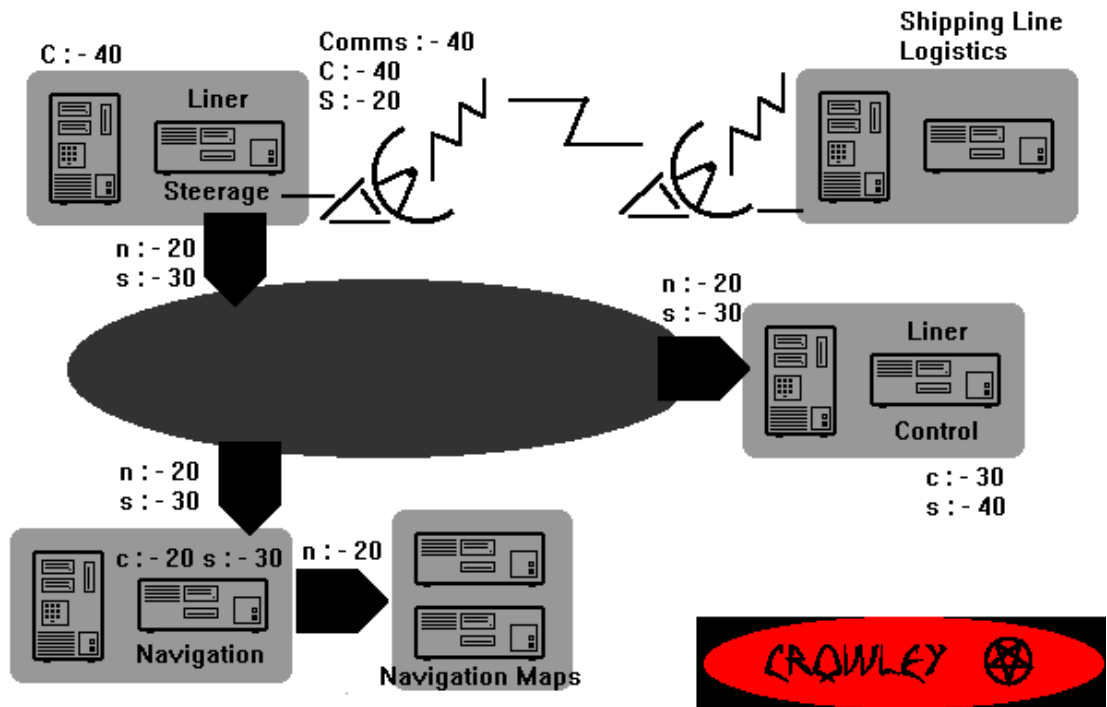 Shipping Line
Logistics
C : - 40
Comms : - 40
C : - 40
S : - 20
Liner
Steerage
n : - 20
s : - 30
n : - 20
s : - 30
Liner
Control
c : - 30
s : - 40
n : - 20
s : - 30
c : - 20 s : - 30
n : - 20
Navigation
Navigation Maps
CROWLEY